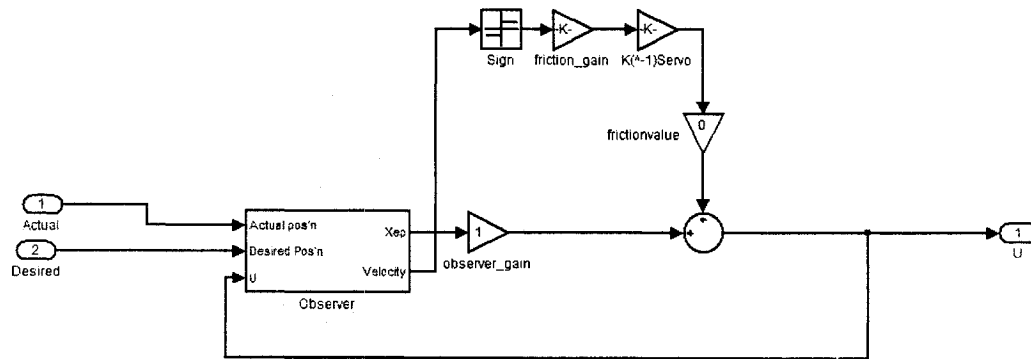 -K-
-K-
Sign
friction_gain
K(^-1)Servo
0
frictionvalue
1
Actual
Actual pos'n
Xep
1
1
2
Desired Pos'n
Desired
Velocity
observer_gain
U
U
Observer